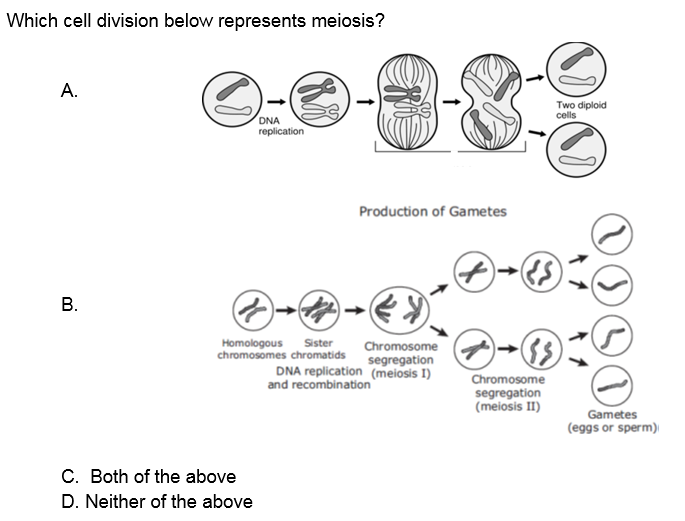 Which cell division below represents meiosis?
A.
DNA
replication
Two diploid
cells
Production of Gametes
B.
Homologous
chromosomes
Sister
chromatids
Chromosome
segregation
(meiosis I)
DNA replication
and recombination
Chromosome
segregation
(meiosis II)
Gametes
(eggs or sperm)
C. Both of the above
D. Neither of the above